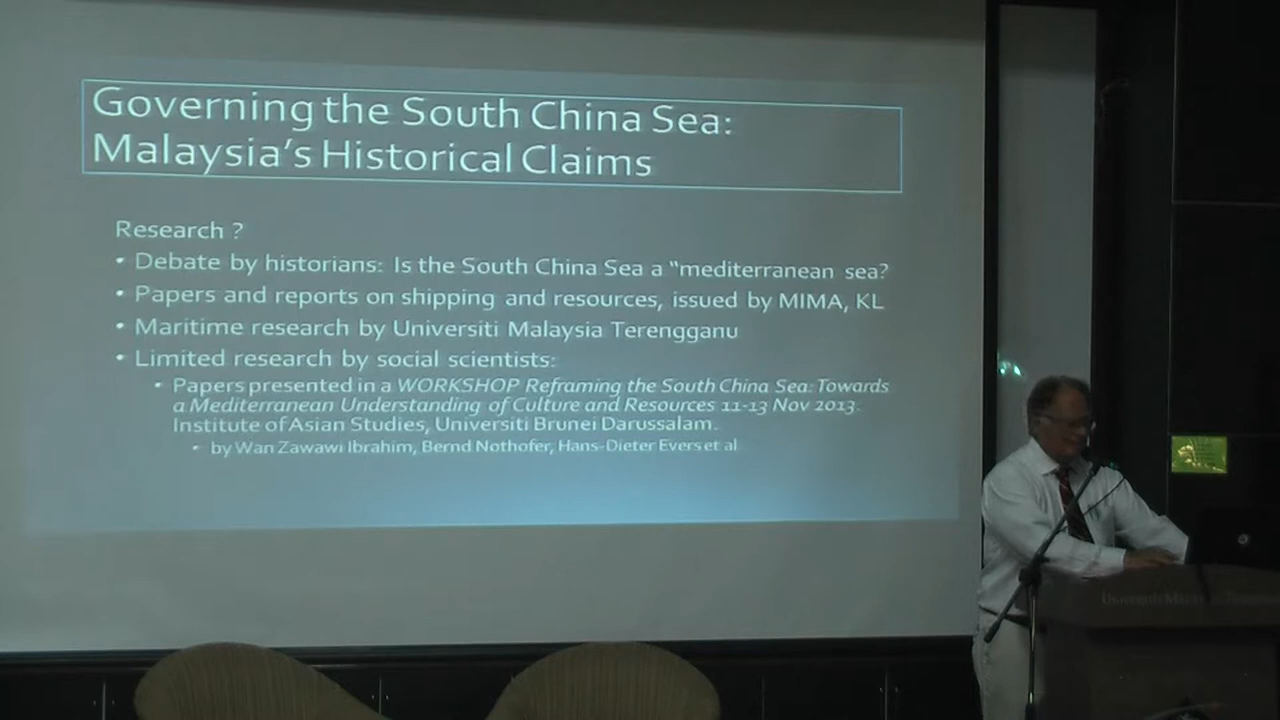 Governing the South China Sea:
Malaysia's Historical Claims
Research ?
• Debate by historians: Is the South China Sea a “mediterranean sea?
• Papers and reports on shipping and resources, issued by MIMA, KL
• Maritime research by Universiti Malaysia Terengganu
• Limited research by social scientists:
• Papers presented in a WORKSHOP Reframing the South China Sea: Towards
a Mediterranean Understanding of Culture and Resources 11-13 Nov 2013.
Institute of Asian Studies, Universiti Brunei Darussalam.
• by Wan Zawawi Ibrahim, Bernd Nothofer, Hans-Dieter Evers et al